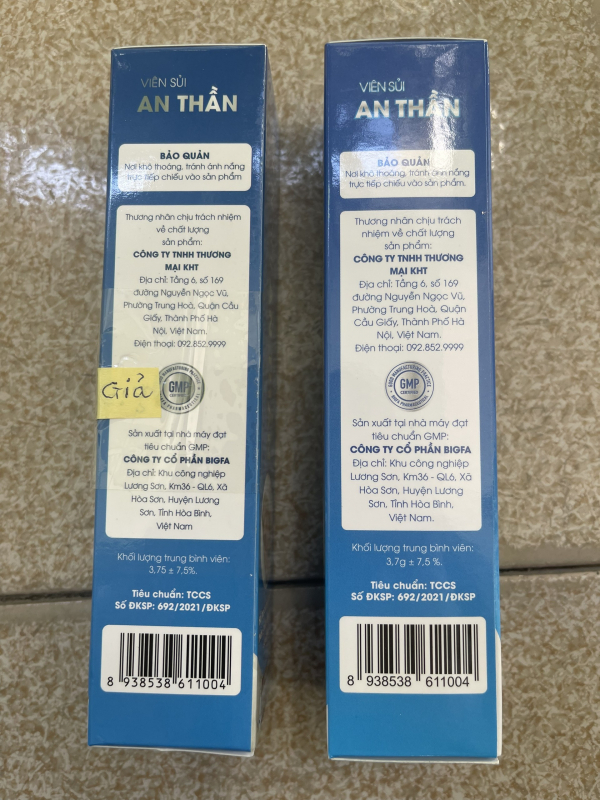 VIÊN SỦI
AN THẦN
BẢO QUẢN
Nơi khô thoáng, tránh ánh nắng
trực tiếp chiếu vào sản phẩm
Thương nhân chịu trách nhiệm
về chất lượng
sản phẩm:
CÔNG TY TNHH THƯƠNG
MẠI KHT
Địa chỉ: Tầng 6, số 169
đường Nguyễn Ngọc Vũ,
Phường Trung Hoà, Quận Cầu
Giấy, Thành Phố Hà
Nội, Việt Nam.
Điện thoại: 092.852.9999
Giả
GMP
CERTIFIED
Sản xuất tại nhà máy đạt
tiêu chuẩn GMP:
CÔNG TY CỔ PHẦN BIGFA
Địa chỉ: Khu công nghiệp
Lương Sơn, Km36 - QL6, Xã
Hòa Sơn, Huyện Lương
Sơn, Tỉnh Hòa Bình,
Việt Nam
Khối lượng trung bình viên:
3,75 ± 7,5%.
Tiêu chuẩn: TCCS
Số ĐKSP: 692/2021/ĐKSP
8 938538 611004
VIÊN SỦI
AN THẦN
BẢO QUẢN
Nơi khô thoáng, tránh ánh nắng
trực tiếp chiếu vào sản phẩm.
Thương nhân chịu trách
nhiệm về chất lượng
sản phẩm:
CÔNG TY TNHH THƯƠNG
MẠI KHT
Địa chỉ: Tầng 6, số 169
đường Nguyễn Ngọc Vũ,
Phường Trung Hoà, Quận
Cầu Giấy, Thành Phố Hà
Nội, Việt Nam.
Điện thoại: 092.852.9999
GOOD MANUFACTURING PRACTICE
GMP
CERTIFIED
Sản xuất tại nhà máy đạt
tiêu chuẩn GMP:
CÔNG TY CỔ PHẦN BIGFA
Địa chỉ: Khu công nghiệp
Lương Sơn, Km36 - QL6, Xã
Hòa Sơn, Huyện Lương
Sơn, Tỉnh Hòa Bình,
Việt Nam.
Khối lượng trung bình viên:
3,7g ± 7,5 %.
Tiêu chuẩn: TCCS
Số ĐKSP: 692/2021/ĐKSP
8 938538 611004